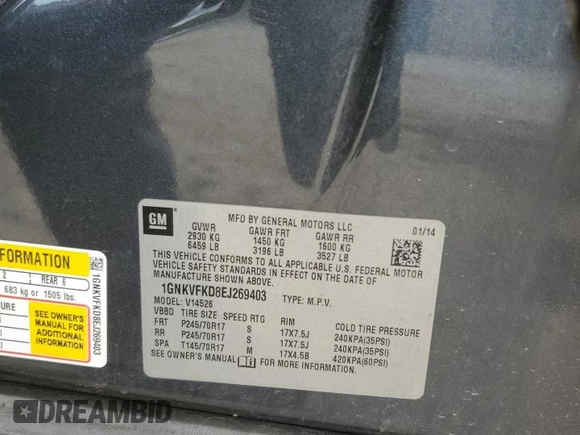 GM
MFD BY GENERAL MOTORS LLC
01/14
GVWR GAWR FRT GAWR RR
2930 KG 1450 KG 1600 KG
6459 LB 3196 LB 3527 LB
THIS VEHICLE CONFORMS TO ALL APPLICABLE U.S. FEDERAL MOTOR
VEHICLE SAFETY, BUMPER, AND THEFT PREVENTION STANDARDS IN EFFECT ON THE DATE OF
MANUFACTURE SHOWN ABOVE.
1GNKVFKD8EJ269403 TYPE: M.P.V.
MODEL: V14526
VBBD TIRE SIZE SPEED RTG RIM COLD TIRE PRESSURE
FRT P245/70R17 S 17X7.5J 240KPA(35PSI)
RR P245/70R17 S 17X7.5J 240KPA(35PSI)
SPA T145/70R17 M 17X4.5B 420KPA(60PSI)
SEE OWNER'S MANUAL FOR MORE INFORMATION.
FORMATION
2 REAR 6
683 kg or 1505 lbs.
SEE OWNER'S
MANUAL FOR
ADDITIONAL
INFORMATION
1GNKVFKD8EJ269403
DREAMBID